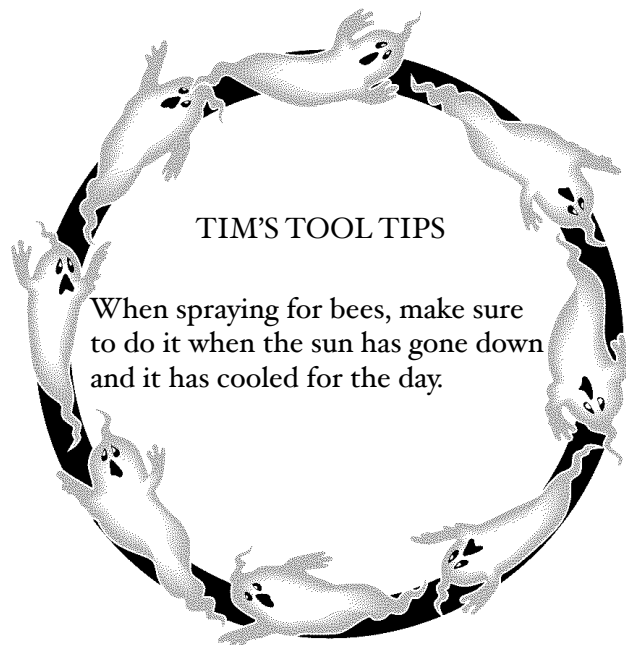 TIM'S TOOL TIPS
When spraying for bees, make sure
to do it when the sun has gone down
and it has cooled for the day.